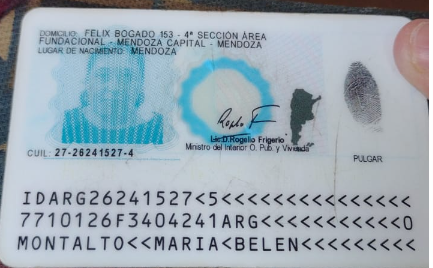 DOMICILIO: FELIX BOGADO 153 - 4ª SECCIÓN ÁREA
FUNDACIONAL - MENDOZA CAPITAL - MENDOZA
LUGAR DE NACIMIENTO: MENDOZA
Lic.D.Rogelio Frigerio
Ministro del Interior O. Pub. y Vivienda
CUIL: 27-26241527-4
PULGAR
IDARG26241527<5<<<<<<<<<<<<<<<
7710126F3404241ARG<<<<<<<<<<<0
MONTALTO<<MARIA<BELEN<<<<<<<<<